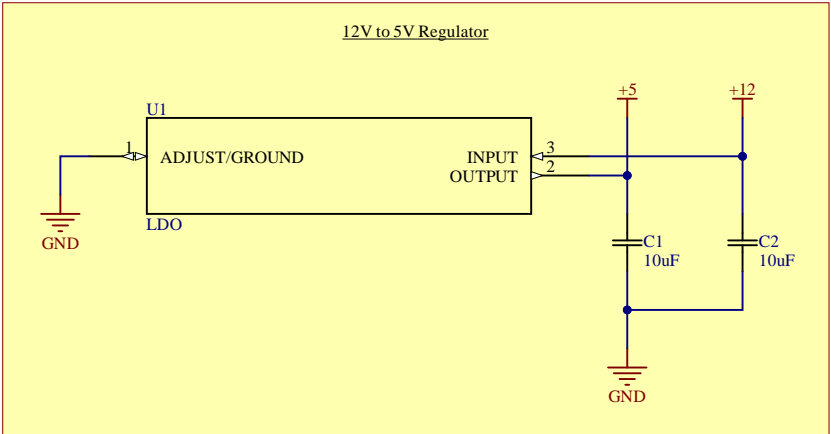 12V to 5V Regulator
+5
+12
U1
1
ADJUST/GROUND
INPUT
3
OUTPUT
2
LDO
GND
C1
10uF
C2
10uF
GND